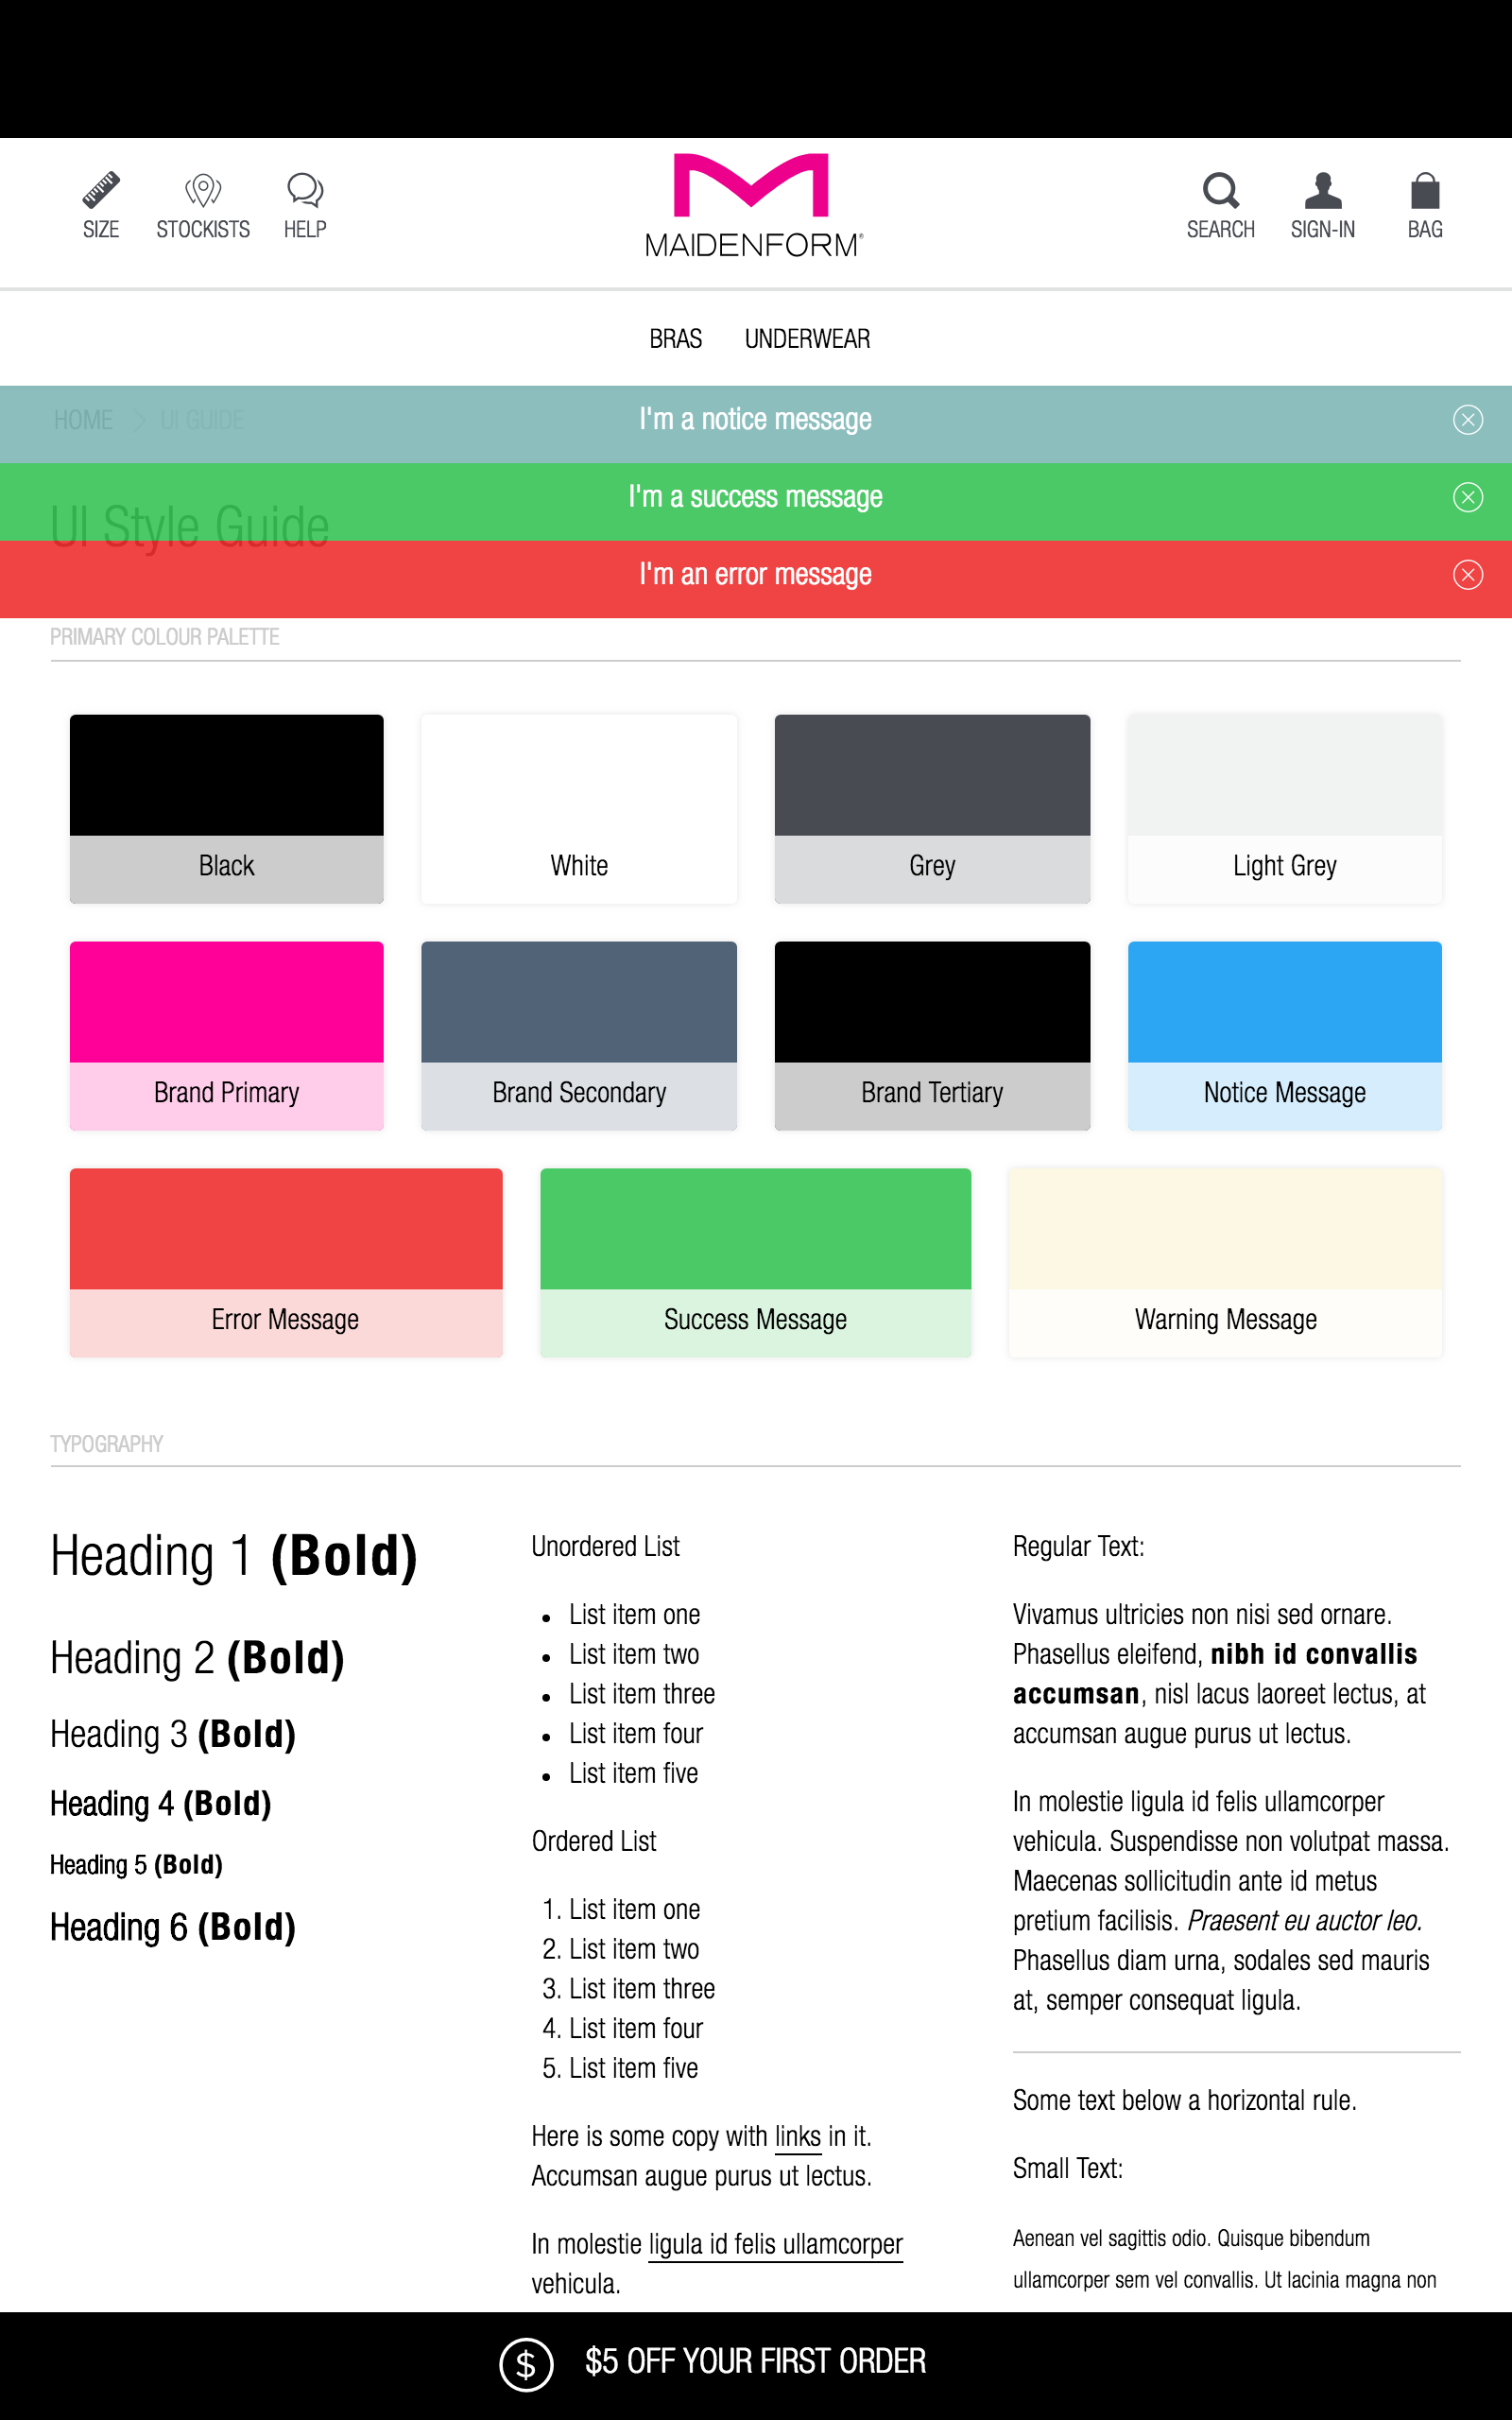 SIZE STOCKISTS HELP
MAIDENFORM®
SEARCH SIGN-IN BAG
BRAS UNDERWEAR
HOME > UI GUIDE
I'm a notice message
I'm a success message
UI Style Guide
I'm an error message
PRIMARY COLOUR PALETTE
Black White Grey Light Grey
Brand Primary Brand Secondary Brand Tertiary Notice Message
Error Message Success Message Warning Message
TYPOGRAPHY
Heading 1 (Bold)
Heading 2 (Bold)
Heading 3 (Bold)
Heading 4 (Bold)
Heading 5 (Bold)
Heading 6 (Bold)
Unordered List
• List item one
• List item two
• List item three
• List item four
• List item five
Ordered List
1. List item one
2. List item two
3. List item three
4. List item four
5. List item five
Here is some copy with links in it.
Accumsan augue purus ut lectus.
In molestie ligula id felis ullamcorper
vehicula.
Regular Text:
Vivamus ultricies non nisi sed ornare.
Phasellus eleifend, nibh id convallis
accumsan, nisl lacus laoreet lectus, at
accumsan augue purus ut lectus.
In molestie ligula id felis ullamcorper
vehicula. Suspendisse non volutpat massa.
Maecenas sollicitudin ante id metus
pretium facilisis. Praesent eu auctor leo.
Phasellus diam urna, sodales sed mauris
at, semper consequat ligula.
Some text below a horizontal rule.
Small Text:
Aenean vel sagittis odio. Quisque bibendum
ullamcorper sem vel convallis. Ut lacinia magna non
$ $5 OFF YOUR FIRST ORDER